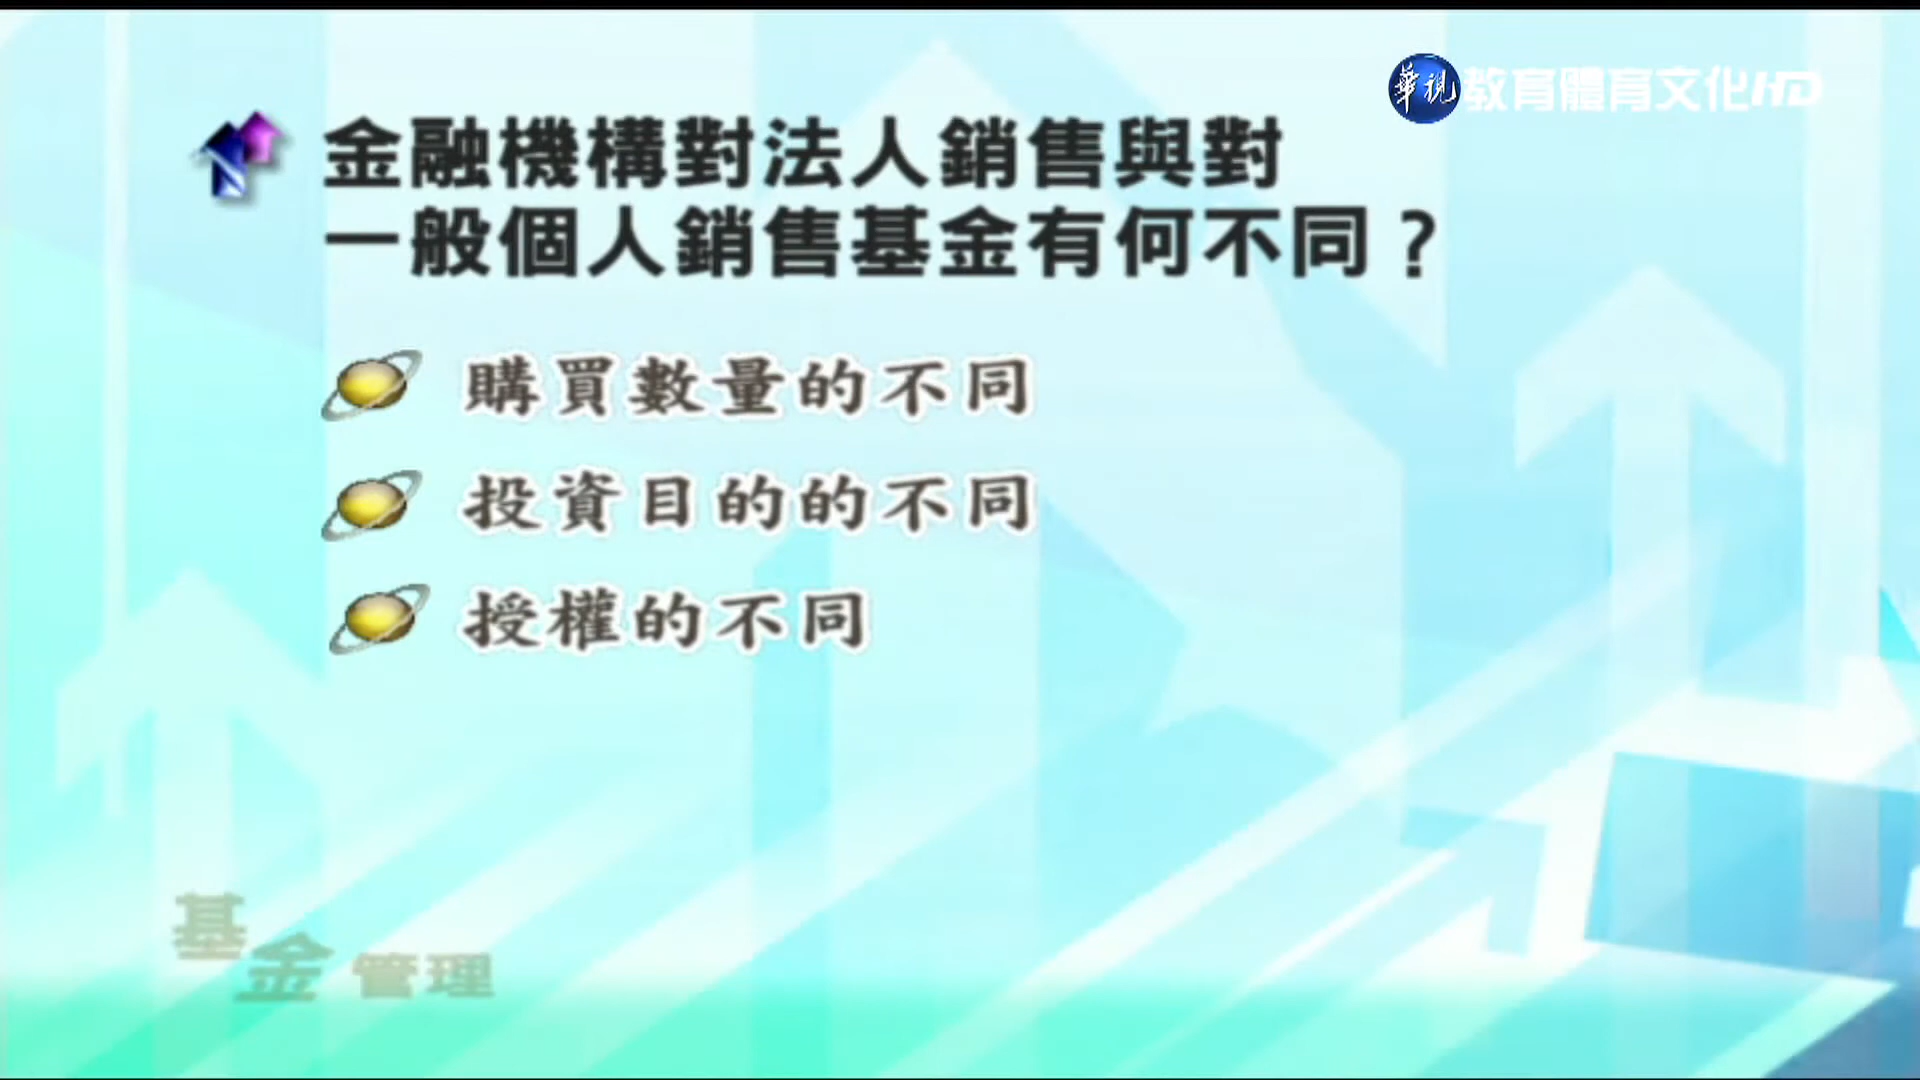 華視 教育體育文化HD
金融機構對法人銷售與對
一般個人銷售基金有何不同？
購買數量的不同
投資目的的不同
授權的不同
基金管理